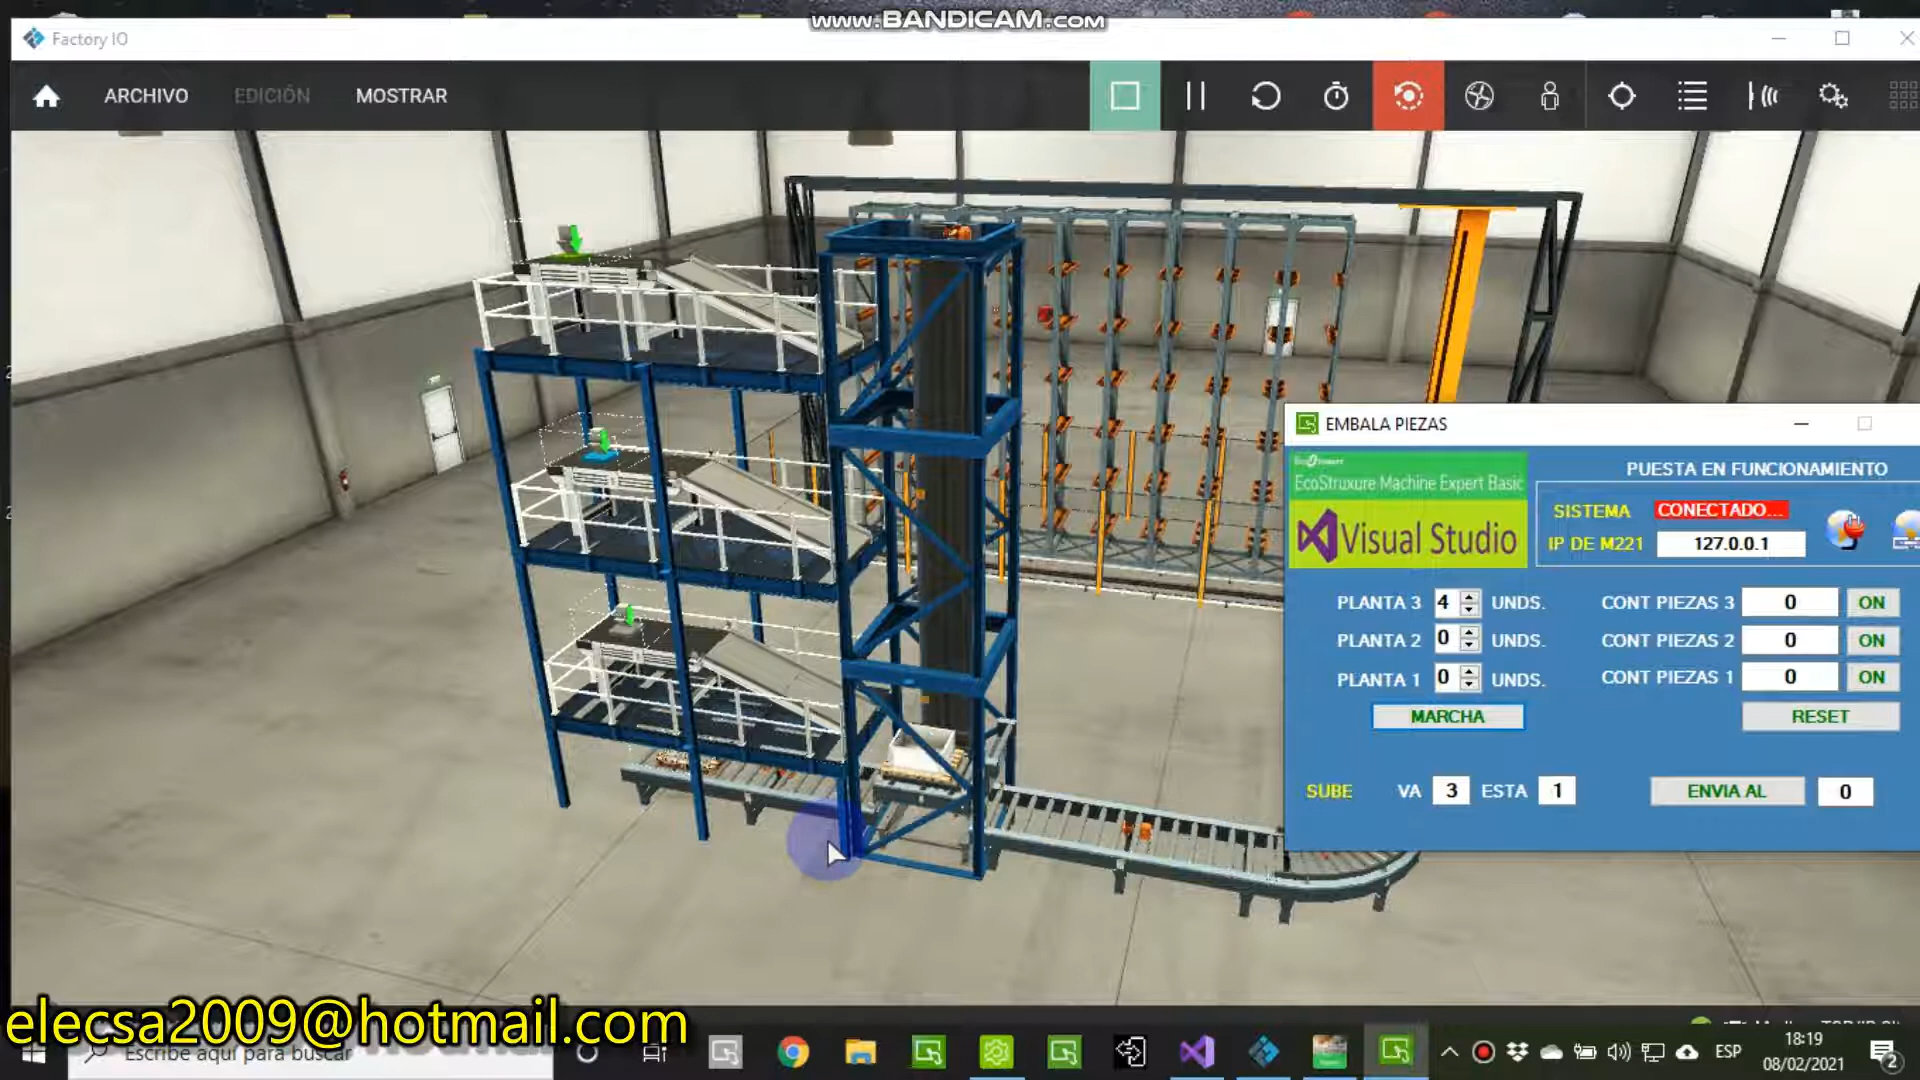 www.BANDICAM.com
Factory IO
ARCHIVO EDICIÓN MOSTRAR
EMBALA PIEZAS
EcoStruxure Machine Expert Basic
Visual Studio
PUESTA EN FUNCIONAMIENTO
SISTEMA CONECTADO...
IP DE M221 127.0.0.1
PLANTA 3 4 UNDS. CONT PIEZAS 3 0 ON
PLANTA 2 0 UNDS. CONT PIEZAS 2 0 ON
PLANTA 1 0 UNDS. CONT PIEZAS 1 0 ON
MARCHA RESET
SUBE VA 3 ESTA 1 ENVIA AL 0
elecsa2009@hotmail.com
Escribe aquí para buscar
ESP
18:19
08/02/2021
2